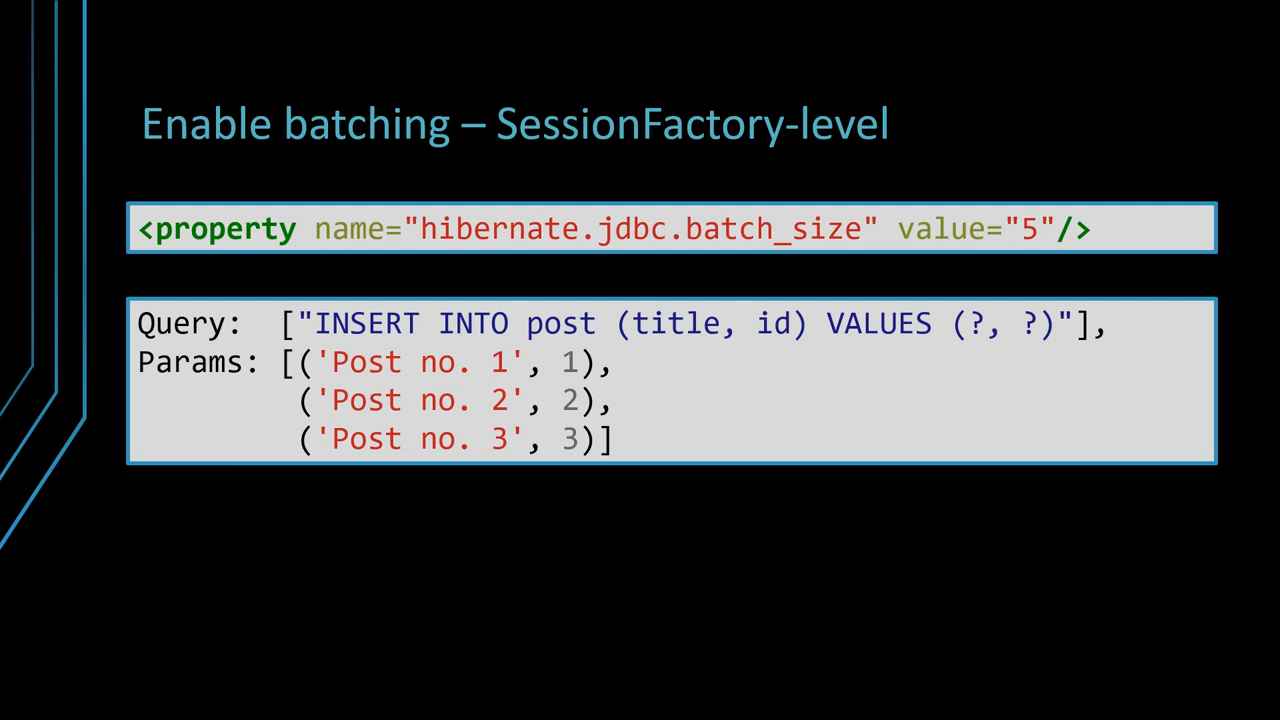 Enable batching – SessionFactory-level
<property name="hibernate.jdbc.batch_size" value="5"/>
Query:  ["INSERT INTO post (title, id) VALUES (?, ?)"],
Params: [('Post no. 1', 1),
         ('Post no. 2', 2),
         ('Post no. 3', 3)]